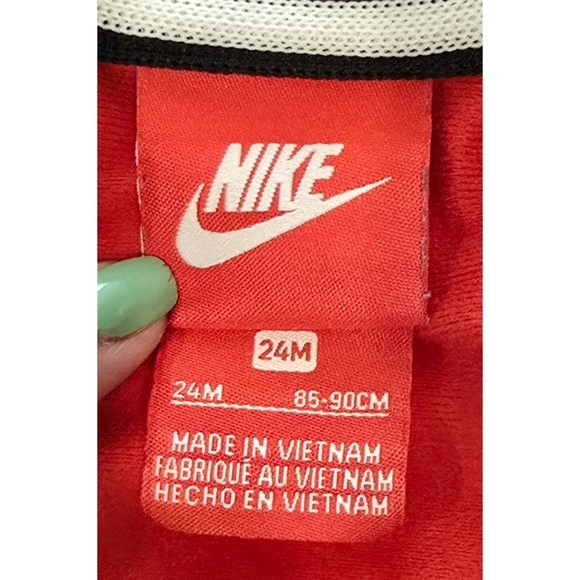 NIKE
24M
24M 85-90CM
MADE IN VIETNAM
FABRIQUÉ AU VIETNAM
HECHO EN VIETNAM